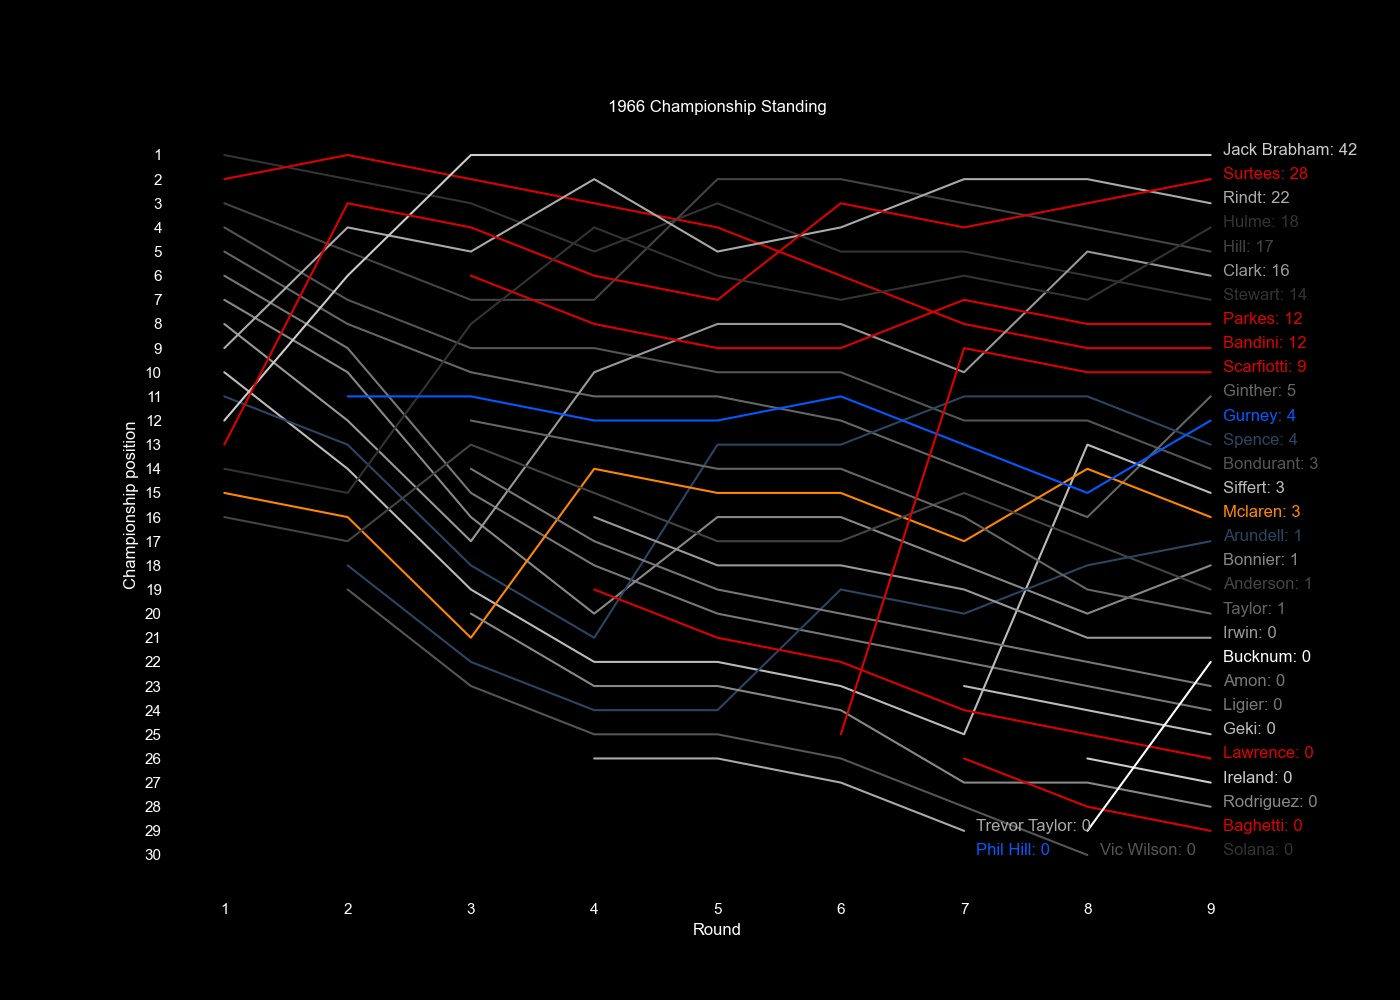 1966 Championship Standing
1
2
3
4
5
6
7
8
9
10
11
12
13
14
15
16
17
18
19
20
21
22
23
24
25
26
27
28
29
30
Championship position
Jack Brabham: 42
Surtees: 28
Rindt: 22
Hulme: 18
Hill: 17
Clark: 16
Stewart: 14
Parkes: 12
Bandini: 12
Scarfiotti: 9
Ginther: 5
Gurney: 4
Spence: 4
Bondurant: 3
Siffert: 3
Mclaren: 3
Arundell: 1
Bonnier: 1
Anderson: 1
Taylor: 1
Irwin: 0
Bucknum: 0
Amon: 0
Ligier: 0
Geki: 0
Lawrence: 0
Ireland: 0
Rodriguez: 0
Trevor Taylor: 0
Baghetti: 0
Phil Hill: 0
Vic Wilson: 0
Solana: 0
1 2 3 4 5 6 7 8 9
Round